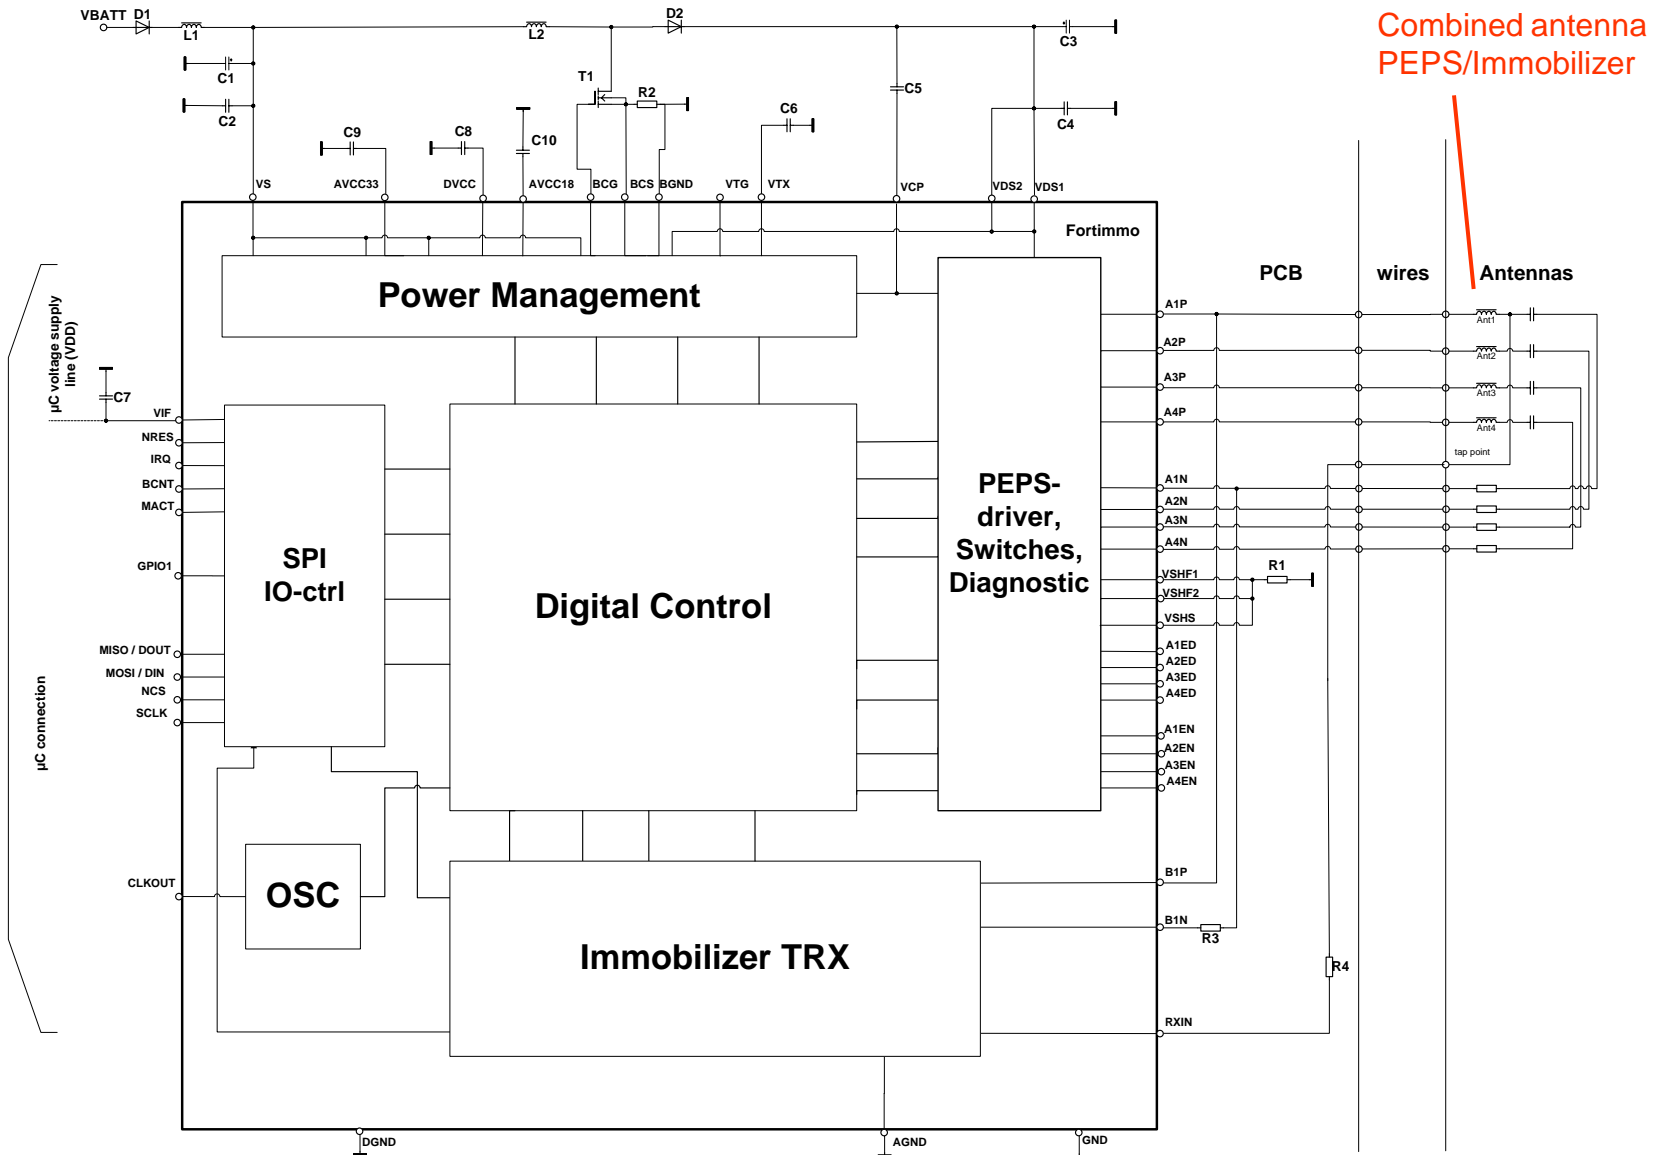 Combined antenna
PEPS/Immobilizer
VBATT
D1
L1
L2
D2
C3
C1
C2
T1
R2
C5
C6
C4
C9
C8
C10
VS
AVCC33
DVCC
AVCC18
BCG
BCS
BGND
VTG
VTX
VCP
VDS2
VDS1
Fortimmo
Power Management
PCB
wires
Antennas
µC voltage supply
line (VDD)
C7
A1P
Ant1
A2P
Ant2
A3P
Ant3
A4P
Ant4
tap point
VIF
NRES
IRQ
BCNT
MACT
GPIO1
MISO / DOUT
MOSI / DIN
NCS
SCLK
µC connection
SPI
IO-ctrl
Digital Control
PEPS-
driver,
Switches,
Diagnostic
A1N
A2N
A3N
A4N
VSHF1
R1
VSHF2
VSHS
A1ED
A2ED
A3ED
A4ED
A1EN
A2EN
A3EN
A4EN
CLKOUT
OSC
Immobilizer TRX
B1P
B1N
R3
R4
RXIN
DGND
AGND
GND